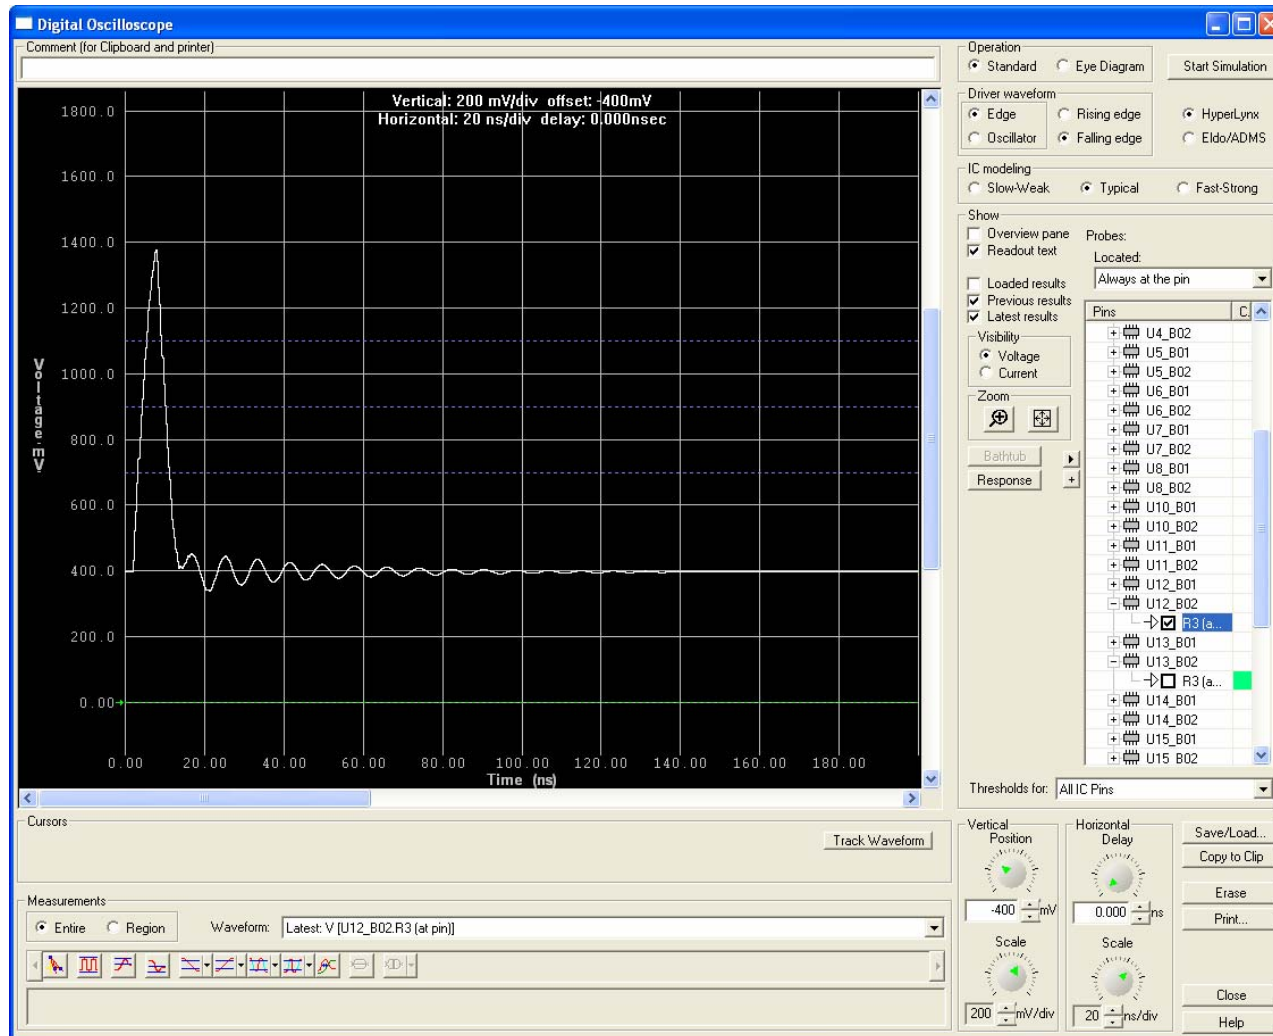 Digital Oscilloscope
Comment (for Clipboard and printer)
Vertical: 200 mV/div offset: -400mV
Horizontal: 20 ns/div delay: 0.000nsec
1800.0
1600.0
1400.0
1200.0
1000.0
800.0
600.0
400.0
200.0
0.00
Voltage-mV
0.00 20.00 40.00 60.00 80.00 100.00 120.00 140.00 160.00 180.00
Time (ns)
Operation
Standard Eye Diagram Start Simulation
Driver waveform
Edge Rising edge HyperLynx
Oscillator Falling edge Eldo/ADMS
IC modeling
Slow-Weak Typical Fast-Strong
Show
Overview pane
Readout text
Loaded results
Previous results
Latest results
Visibility
Voltage
Current
Zoom
Bathtub
Response
Probes:
Located:
Always at the pin
Pins C.
U4_B02
U5_B01
U5_B02
U6_B01
U6_B02
U7_B01
U7_B02
U8_B01
U8_B02
U10_B01
U10_B02
U11_B01
U11_B02
U12_B01
U12_B02
R3 (a...
U13_B01
U13_B02
R3 (a...
U14_B01
U14_B02
U15_B01
U15 B02
Thresholds for: All IC Pins
Cursors
Track Waveform
Measurements
Entire Region Waveform: Latest: V [U12_B02.R3 (at pin)]
Vertical
Position
-400 mV
Scale
200 mV/div
Horizontal
Delay
0.000 ns
Scale
20 ns/div
Save/Load...
Copy to Clip
Erase
Print...
Close
Help